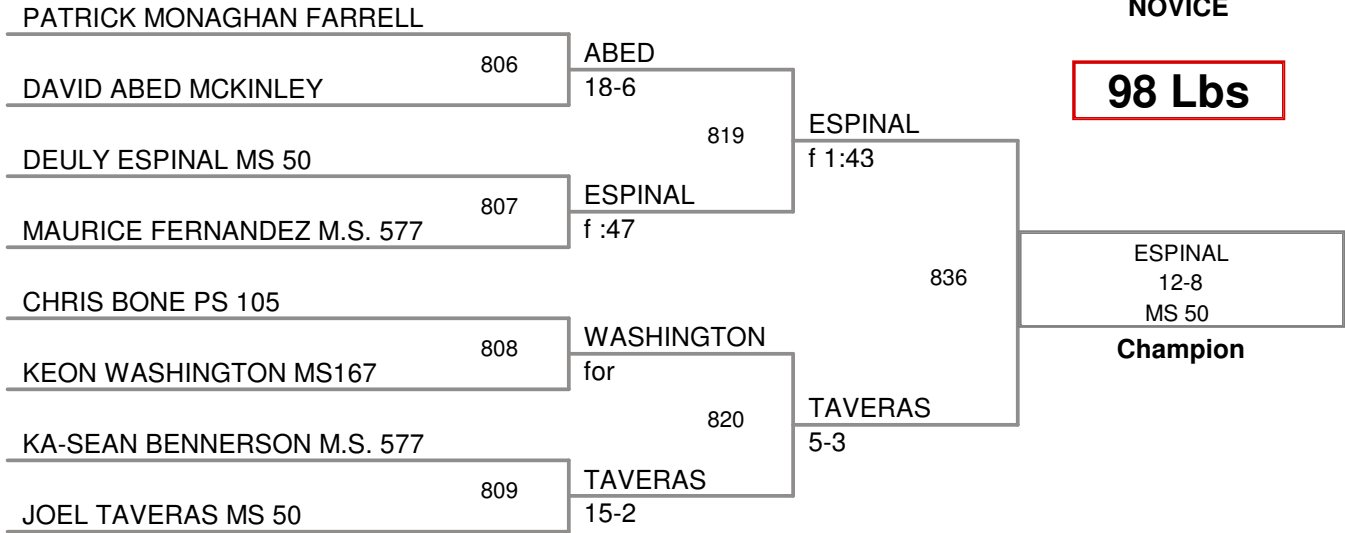 NOVICE
98 Lbs
PATRICK MONAGHAN FARRELL
806
DAVID ABED MCKINLEY
ABED
18-6
DEULY ESPINAL MS 50
807
MAURICE FERNANDEZ M.S. 577
ESPINAL
f :47
819
ESPINAL
f 1:43
CHRIS BONE PS 105
808
KEON WASHINGTON MS167
WASHINGTON
for
KA-SEAN BENNERSON M.S. 577
809
JOEL TAVERAS MS 50
TAVERAS
15-2
820
TAVERAS
5-3
836
ESPINAL
12-8
MS 50
Champion